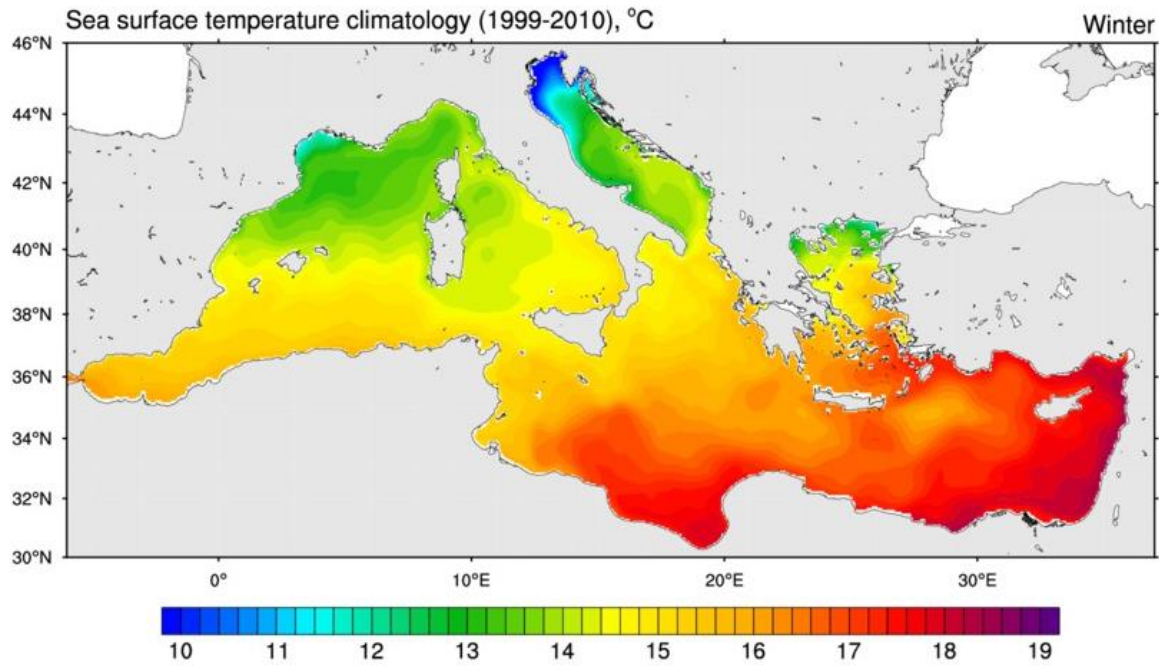 Sea surface temperature climatology (1999-2010), °C Winter
46°N
44°N
42°N
40°N
38°N
36°N
34°N
32°N
30°N
0° 10°E 20°E 30°E
10 11 12 13 14 15 16 17 18 19